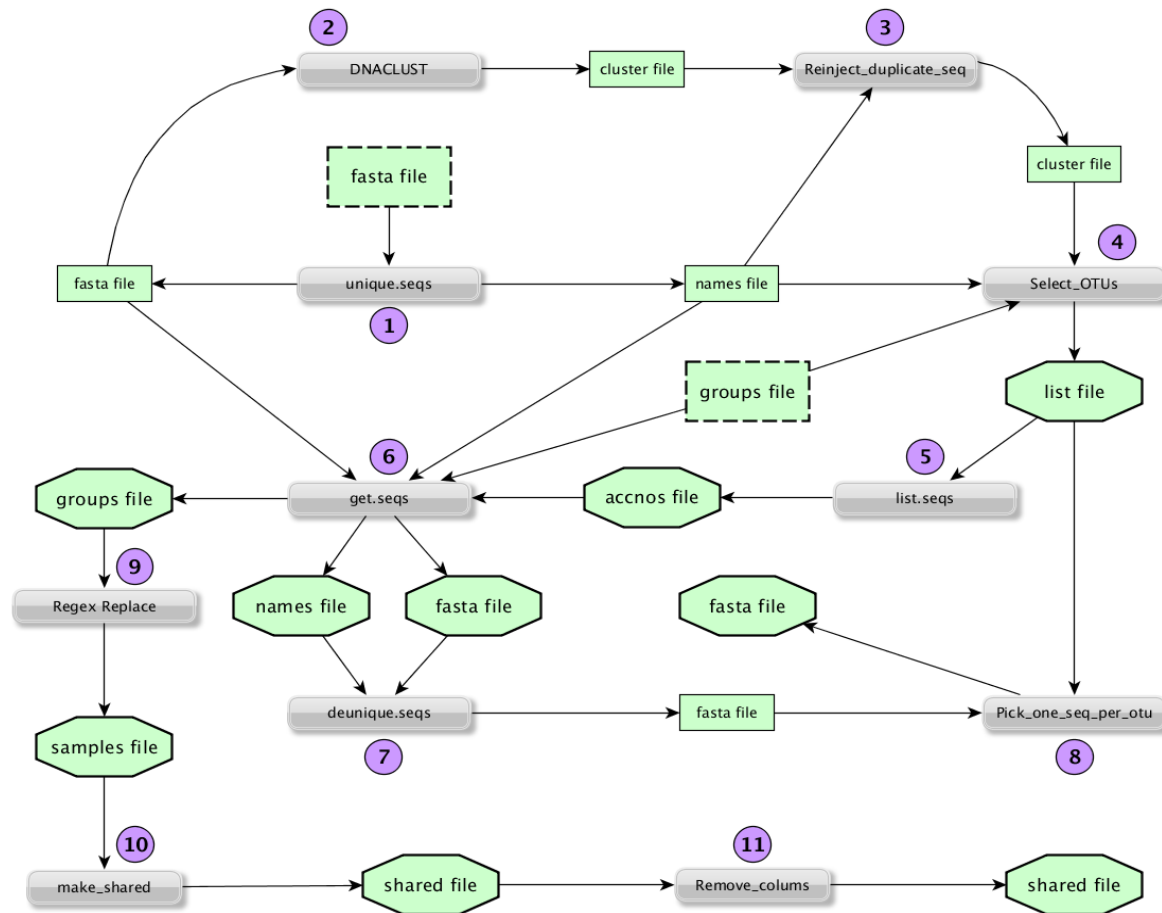 2
3
DNACLUST
cluster file
Reinject_duplicate_seq
fasta file
cluster file
4
fasta file
unique.seqs
names file
Select_OTUs
1
groups file
list file
6
5
groups file
get.seqs
accnos file
list.seqs
9
Regex Replace
names file
fasta file
fasta file
deunique.seqs
fasta file
Pick_one_seq_per_otu
samples file
7
8
10
11
make_shared
shared file
Remove_colums
shared file